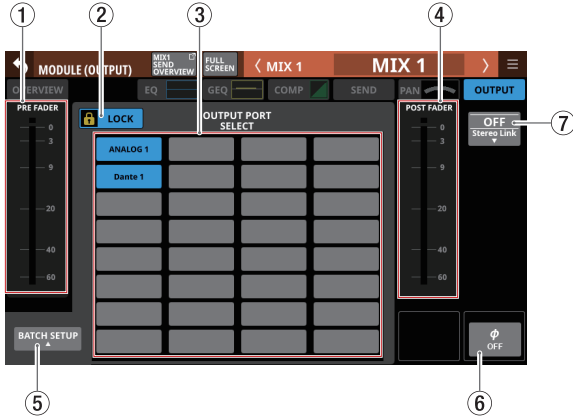 ① ② ③ ④
MODULE (OUTPUT)
MIX1
SEND
OVERVIEW
FULL
SCREEN
MIX 1
MIX 1
OVERVIEW
EQ
GEQ
COMP
SEND
PAN
OUTPUT
PRE FADER
0
3
9
20
40
60
LOCK
OUTPUT PORT
SELECT
ANALOG 1
Dante 1
POST FADER
0
3
9
20
40
60
OFF
Stereo Link
⑦
BATCH SETUP
φ
OFF
⑤ ⑥